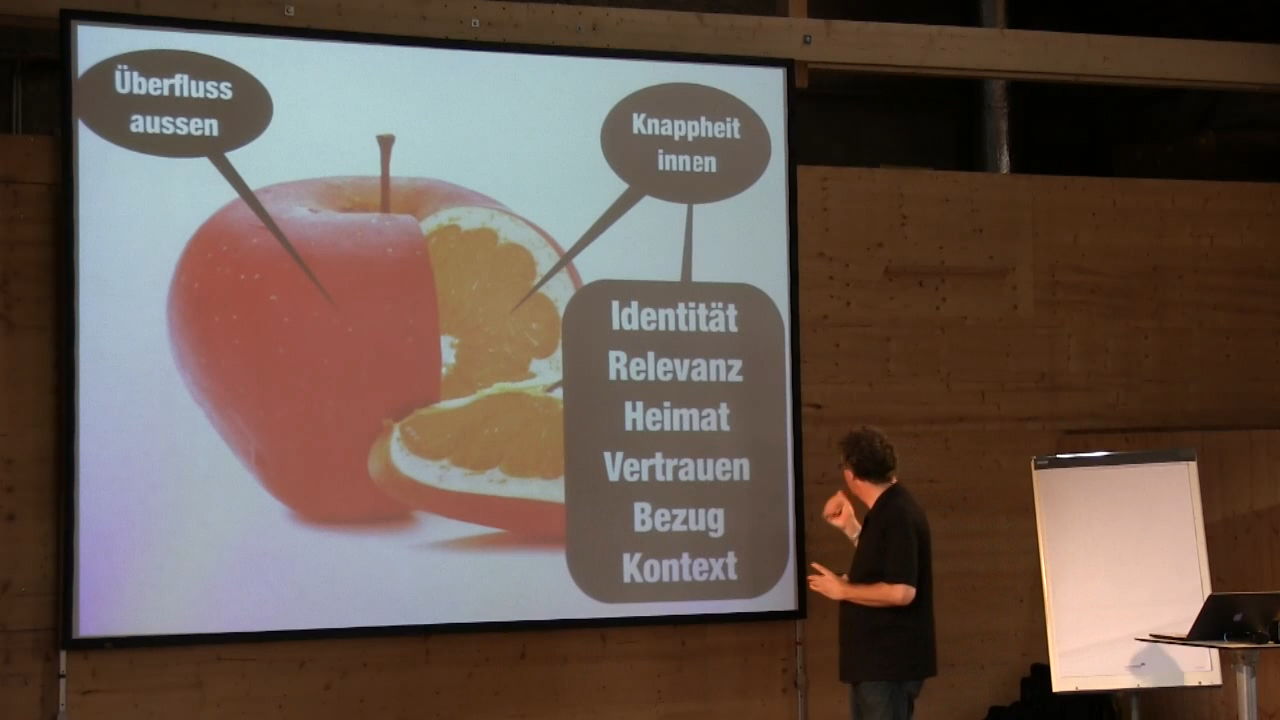 Überfluss
aussen
Knappheit
innen
Identität
Relevanz
Heimat
Vertrauen
Bezug
Kontext